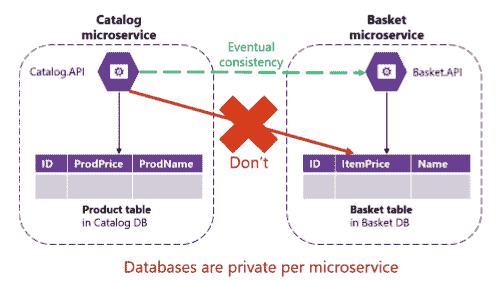 Catalog
microservice
Basket
microservice
Eventual
consistency
Catalog.API
Basket.API
Don't
ID ProdPrice ProdName
ID ItemPrice Name
Product table
in Catalog DB
Basket table
in Basket DB
Databases are private per microservice